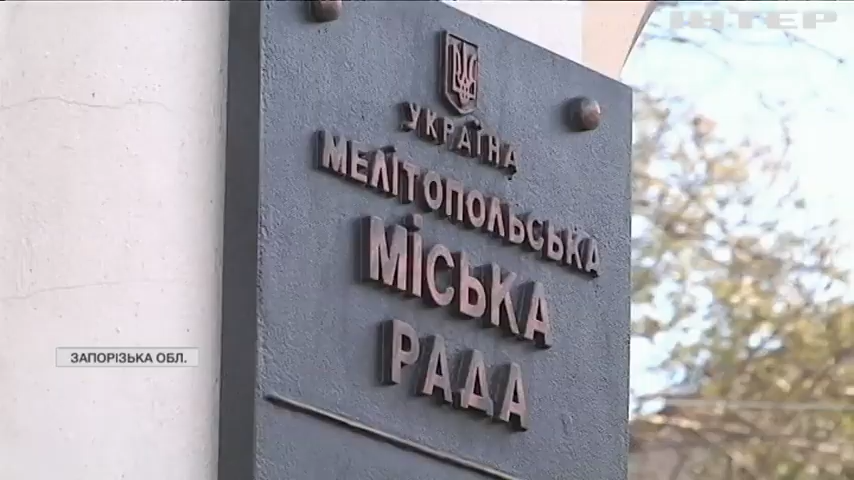 ІНТЕР
УКРАЇНА
МЕЛІТОПОЛЬСЬКА
МІСЬКА
РАДА
ЗАПОРІЗЬКА ОБЛ.